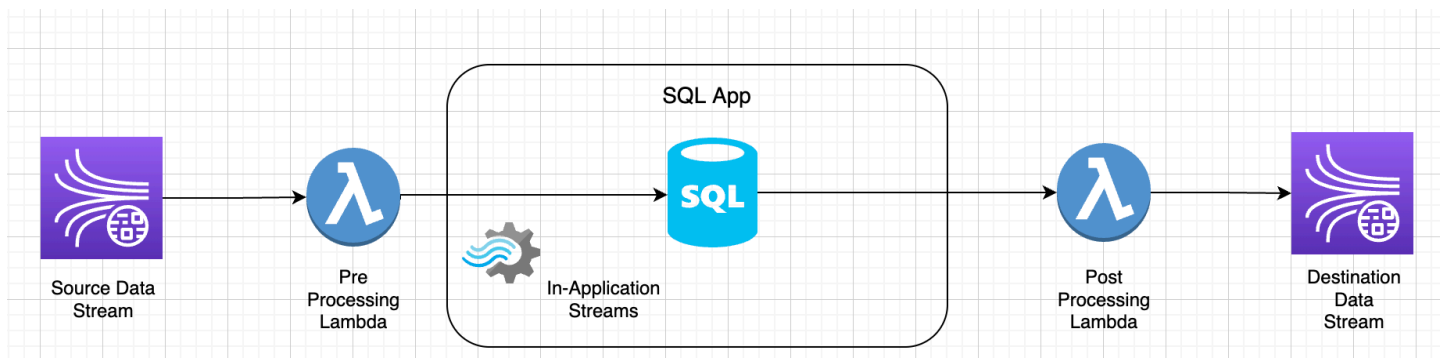 SQL App
SQL
Source Data
Stream
Pre
Processing
Lambda
In-Application
Streams
Post
Processing
Lambda
Destination
Data
Stream